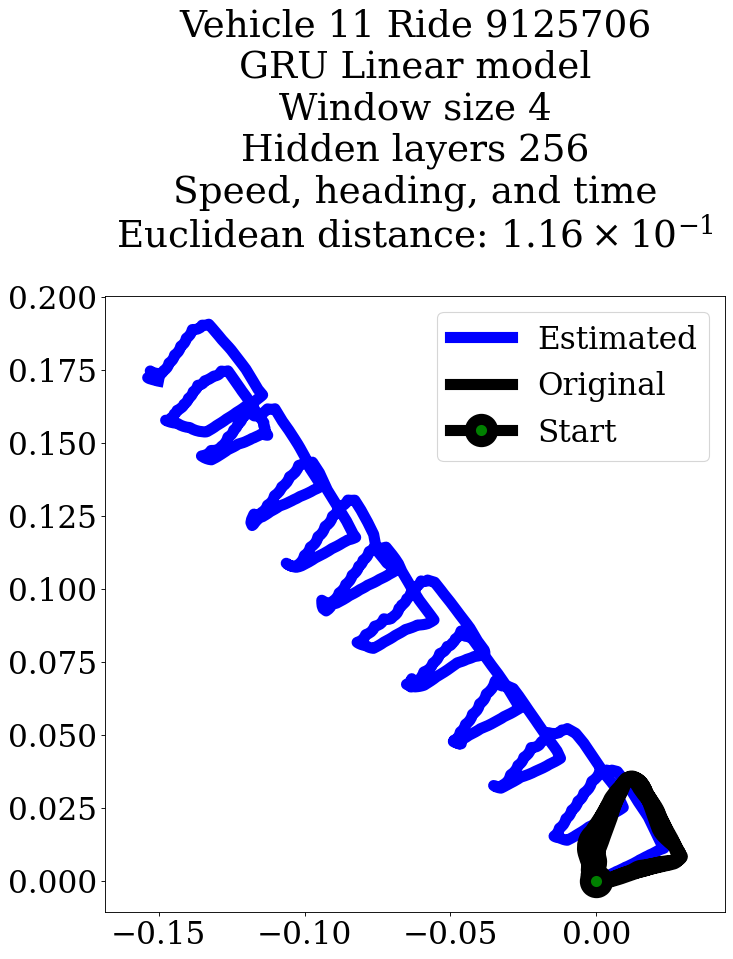 Vehicle 11 Ride 9125706
GRU Linear model
Window size 4
Hidden layers 256
Speed, heading, and time
Euclidean distance: 1.16 × 10⁻¹
0.200
0.175
0.150
0.125
0.100
0.075
0.050
0.025
0.000
Estimated
Original
Start
−0.15
−0.10
−0.05
0.00